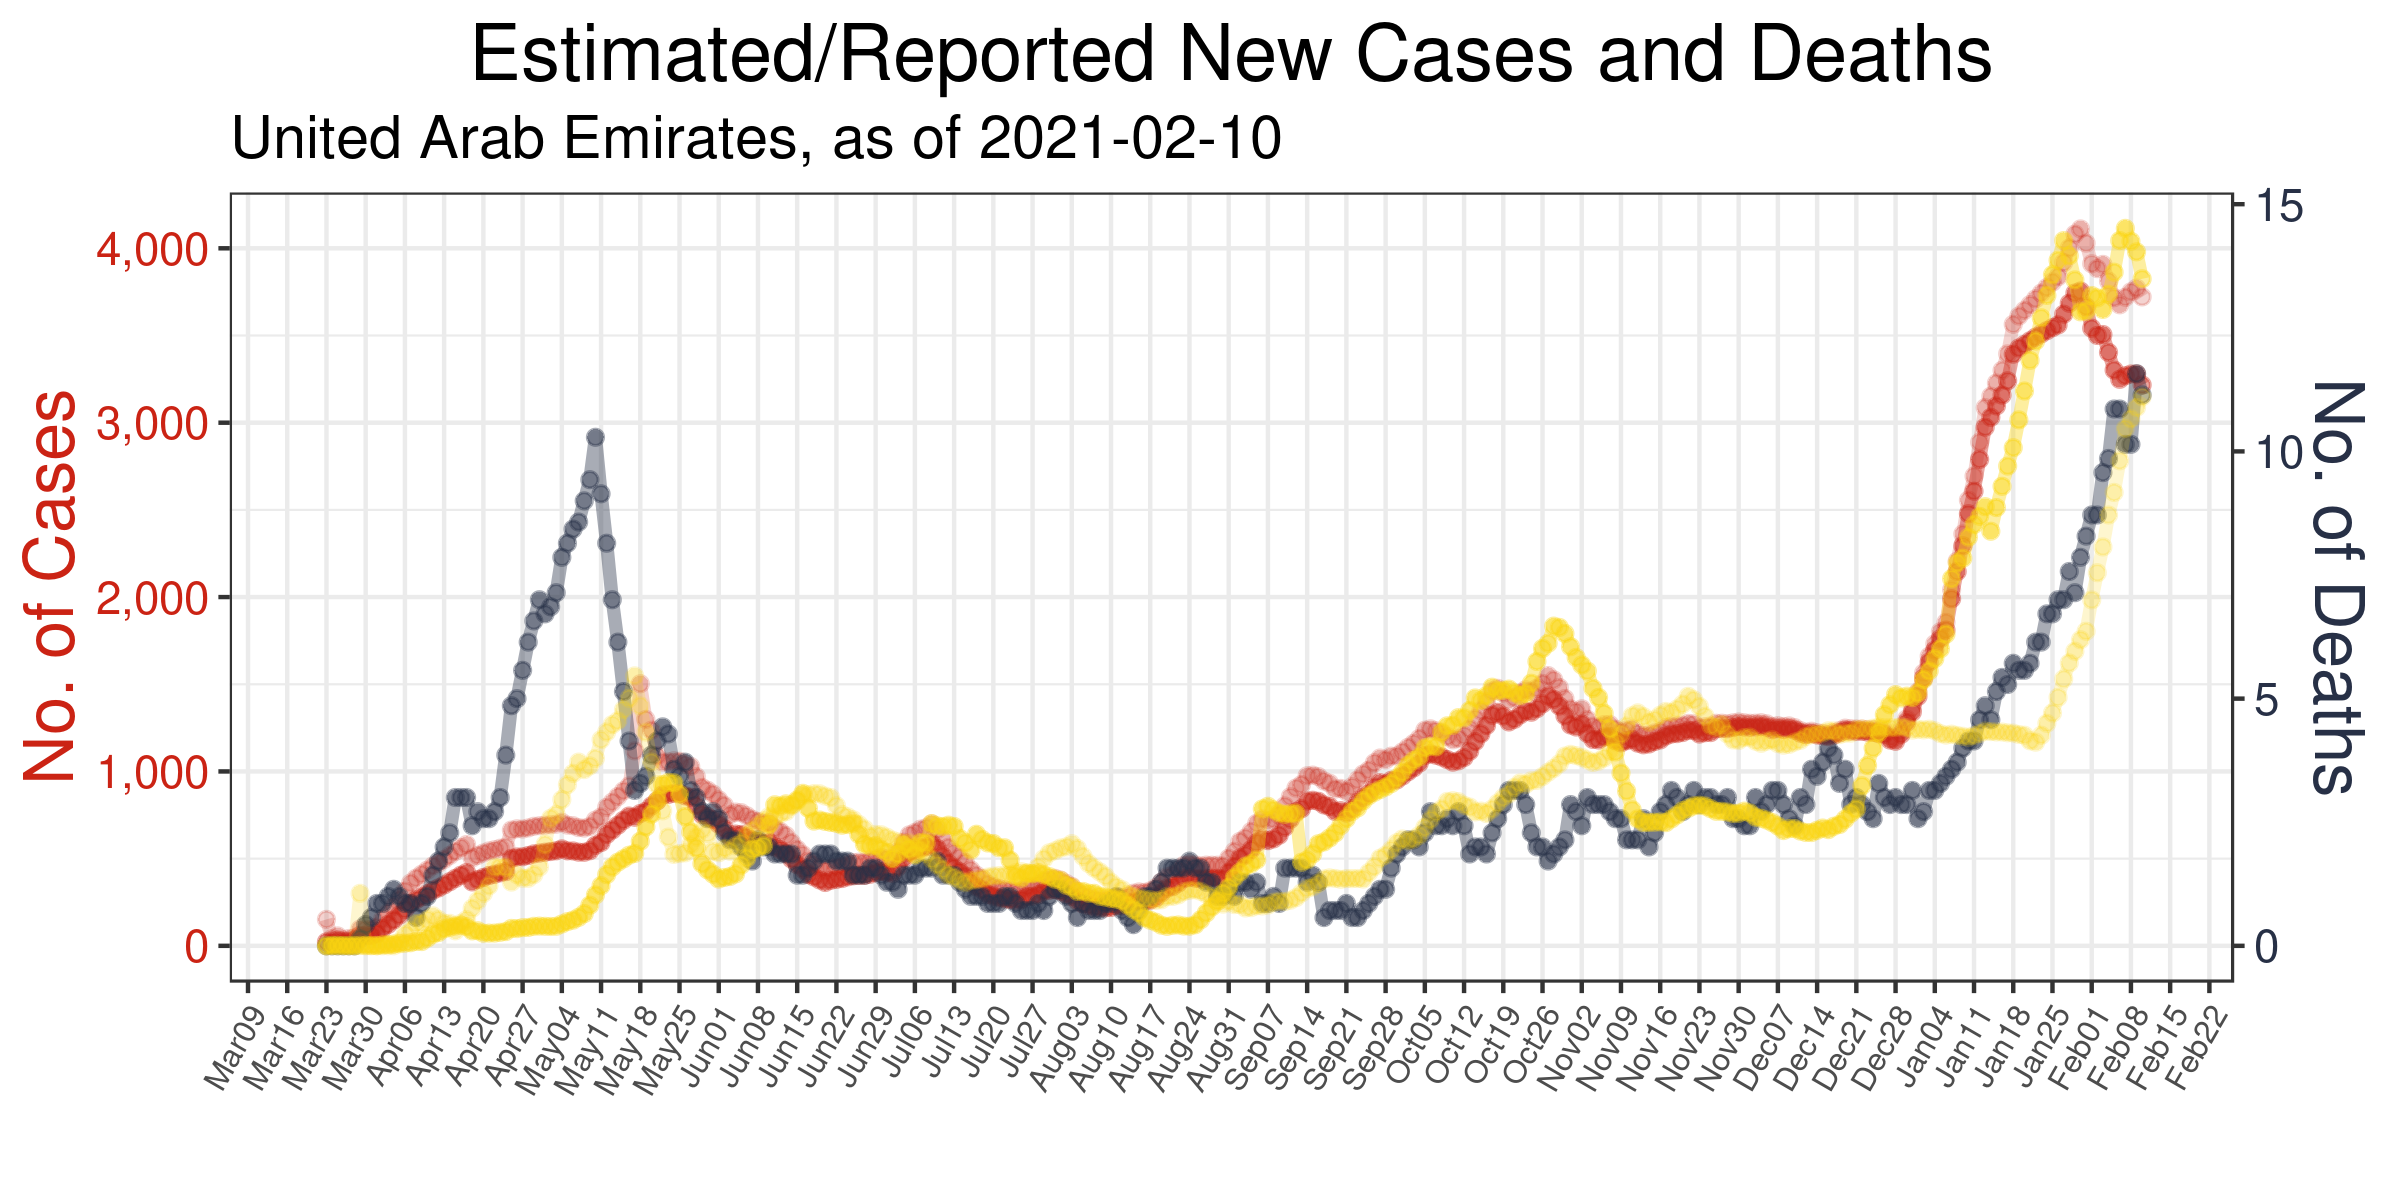 Estimated/Reported New Cases and Deaths
United Arab Emirates, as of 2021-02-10
No. of Cases
4,000
3,000
2,000
1,000
0
15
10
5
0
No. of Deaths
Mar09
Mar16
Mar23
Mar30
Apr06
Apr13
Apr20
Apr27
May04
May11
May18
May25
Jun01
Jun08
Jun15
Jun22
Jun29
Jul06
Jul13
Jul20
Jul27
Aug03
Aug10
Aug17
Aug24
Aug31
Sep07
Sep14
Sep21
Sep28
Oct05
Oct12
Oct19
Oct26
Nov02
Nov09
Nov16
Nov23
Nov30
Dec07
Dec14
Dec21
Dec28
Jan04
Jan11
Jan18
Jan25
Feb01
Feb08
Feb15
Feb22